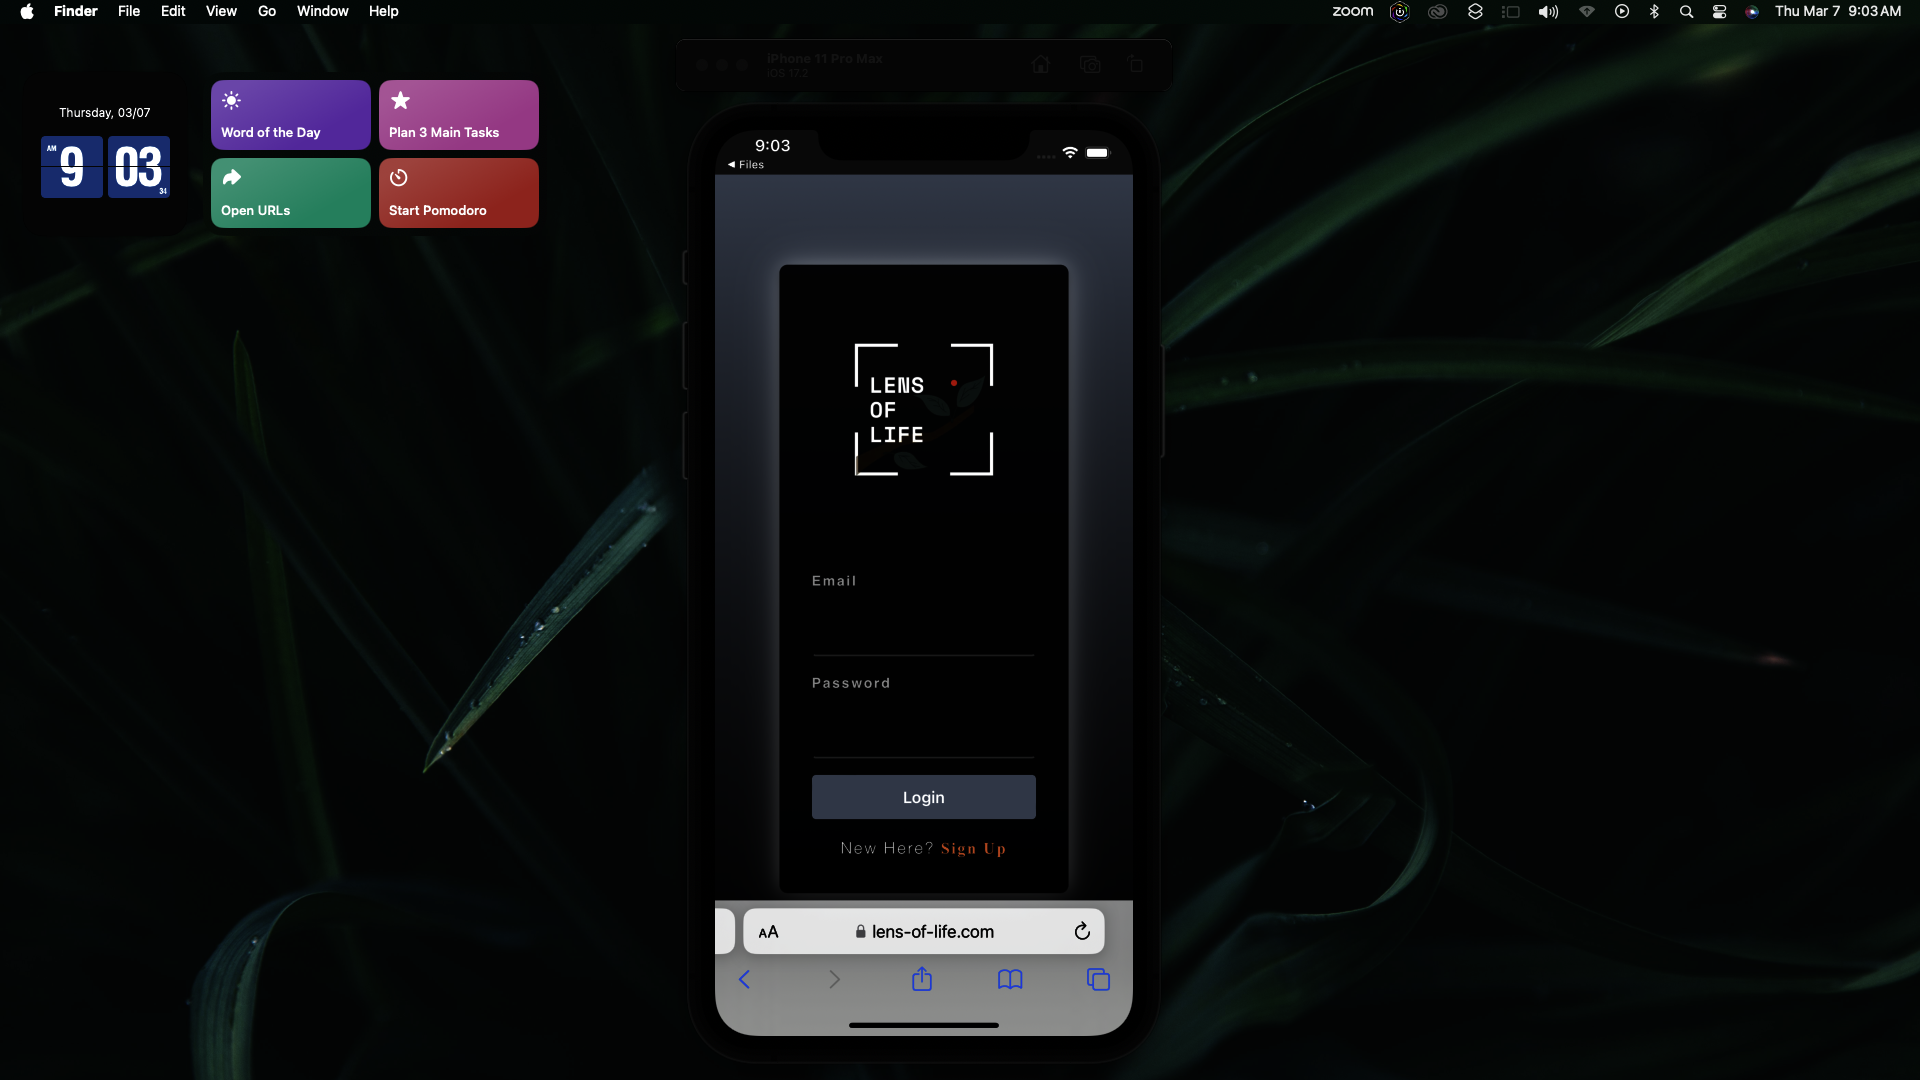 Finder File Edit View Go Window Help
zoom Thu Mar 7 9:03 AM
Thursday, 03/07
AM 9 03 34
Word of the Day
Plan 3 Main Tasks
Open URLs
Start Pomodoro
iPhone 11 Pro Max
iOS 17.2
9:03
◀ Files
LENS
OF
LIFE
Email
Password
Login
New Here? Sign Up
AA lens-of-life.com